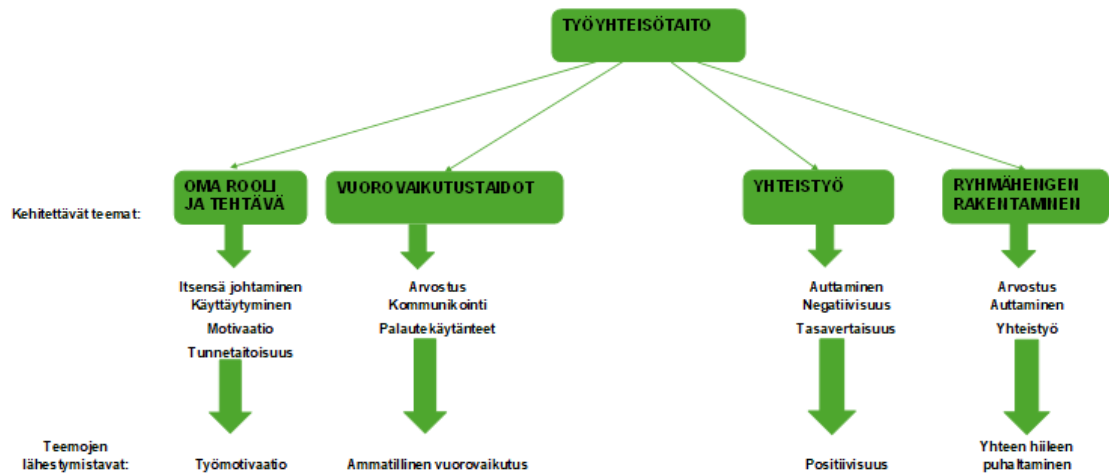 TYÖYHTEISÖTAITO
OMA ROOLI
JA TEHTÄVÄ
VUOROVAIKUTUSTAIDOT
YHTEISTYÖ
RYHMÄHENGEN
RAKENTAMINEN
Kehitettävät teemat:
Itsensä johtaminen
Käyttäytyminen
Motivaatio
Tunnetaitoisuus
Arvostus
Kommunikointi
Palautekäytänteet
Auttaminen
Negatiivisuus
Tasavertaisuus
Arvostus
Auttaminen
Yhteistyö
Teemojen
lähestymistavat:
Työmotivaatio
Ammatillinen vuorovaikutus
Positiivisuus
Yhteen hiileen
puhaltaminen